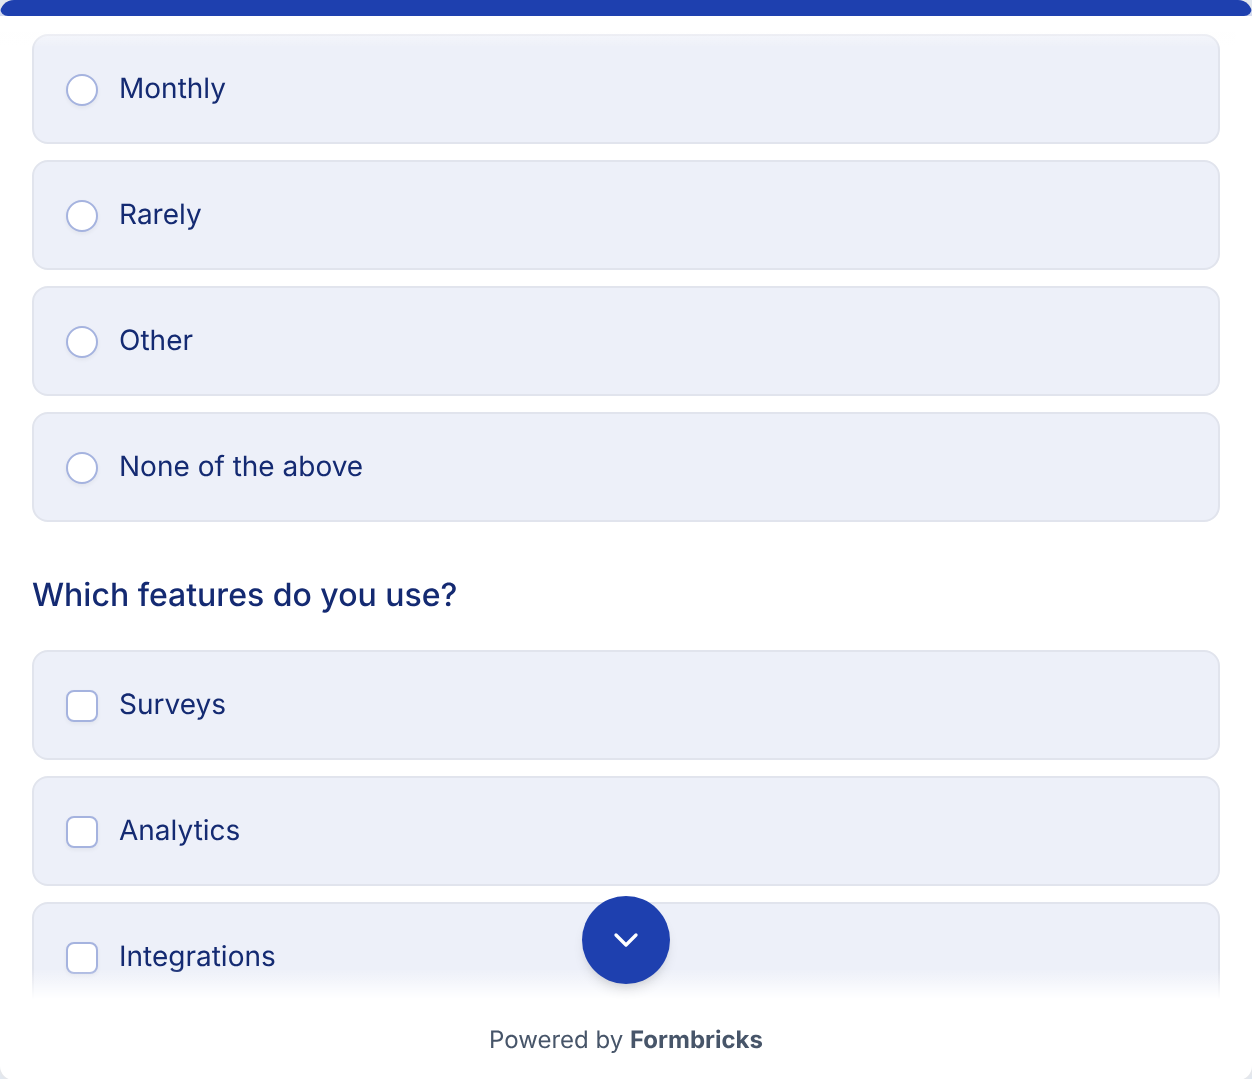 Monthly
Rarely
Other
None of the above
Which features do you use?
Surveys
Analytics
Integrations
Powered by Formbricks